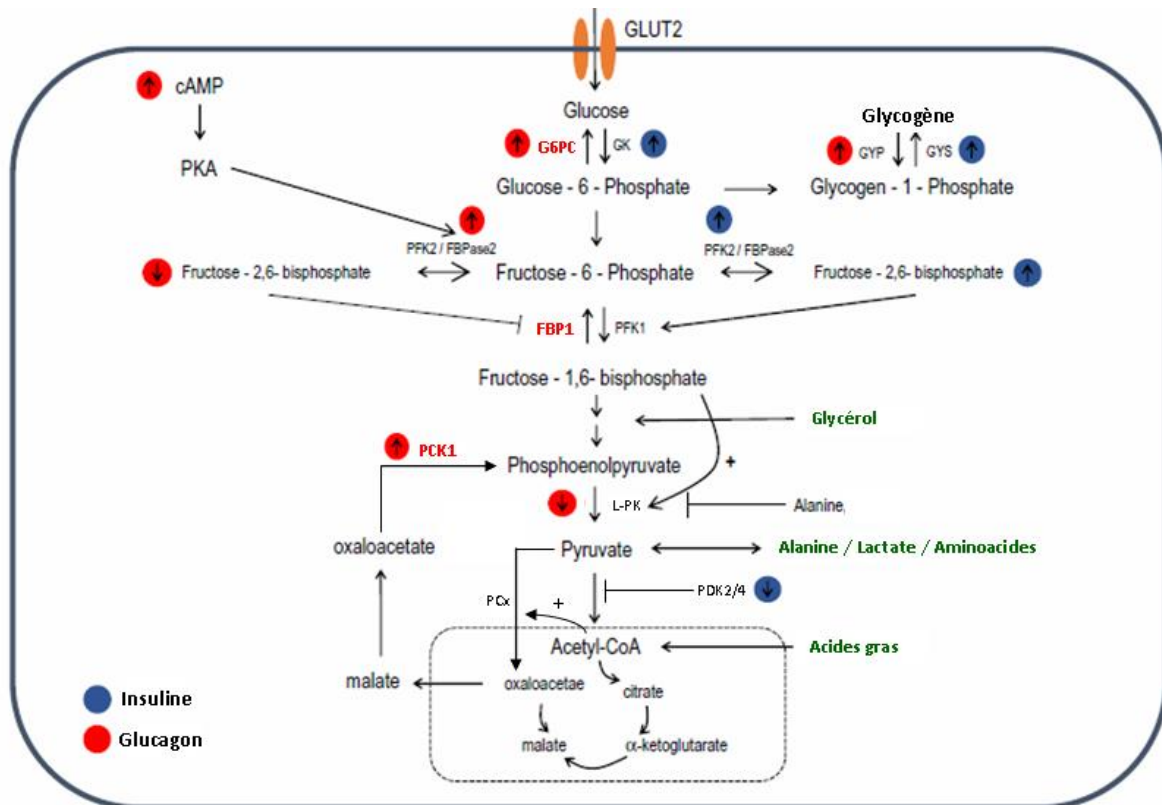 GLUT2
cAMP
Glucose
Glycogène
G6PC
GK
GYP
GYS
PKA
Glucose - 6 - Phosphate
Glycogen - 1 - Phosphate
PFK2 / FBPase2
PFK2 / FBPase2
Fructose - 2,6- bisphosphate
Fructose - 6 - Phosphate
Fructose - 2,6- bisphosphate
FBP1
PFK1
Fructose - 1,6- bisphosphate
Glycérol
PCK1
Phosphoenolpyruvate
+
L-PK
Alanine,
oxaloacetate
Pyruvate
Alanine / Lactate / Aminoacides
PDK2/4
PCx
+
Acetyl-CoA
Acides gras
malate
oxaloacetae
citrate
Insuline
Glucagon
malate
α-ketoglutarate